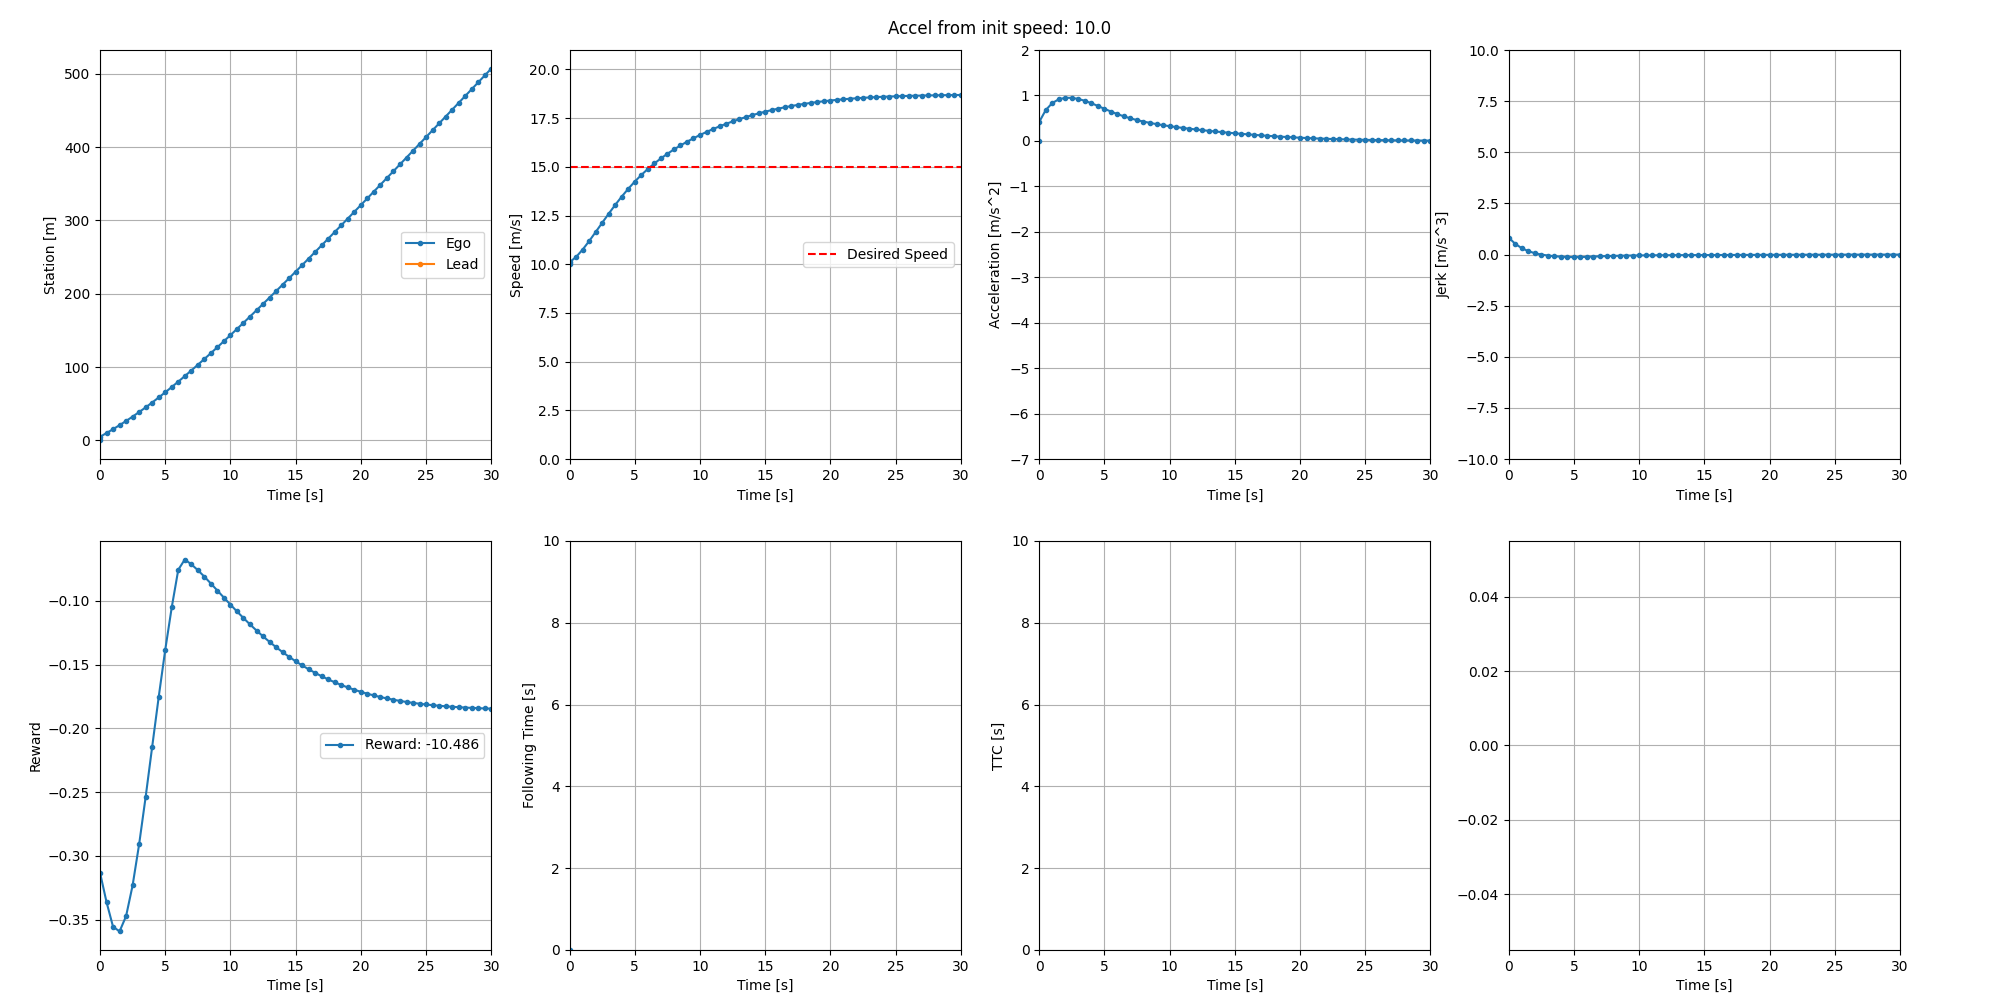 Accel from init speed: 10.0
Station [m]
500
400
300
200
100
0
Ego
Lead
0 5 10 15 20 25 30
Time [s]
Speed [m/s]
20.0
17.5
15.0
12.5
10.0
7.5
5.0
2.5
0.0
Desired Speed
0 5 10 15 20 25 30
Time [s]
Acceleration [m/s^2]
2
1
0
−1
−2
−3
−4
−5
−6
−7
0 5 10 15 20 25 30
Time [s]
Jerk [m/s^3]
10.0
7.5
5.0
2.5
0.0
−2.5
−5.0
−7.5
−10.0
0 5 10 15 20 25 30
Time [s]
Reward
−0.10
−0.15
−0.20
−0.25
−0.30
−0.35
Reward: -10.486
0 5 10 15 20 25 30
Time [s]
Following Time [s]
10
8
6
4
2
0
0 5 10 15 20 25 30
Time [s]
TTC [s]
10
8
6
4
2
0
0 5 10 15 20 25 30
Time [s]
0.04
0.02
0.00
−0.02
−0.04
0 5 10 15 20 25 30
Time [s]